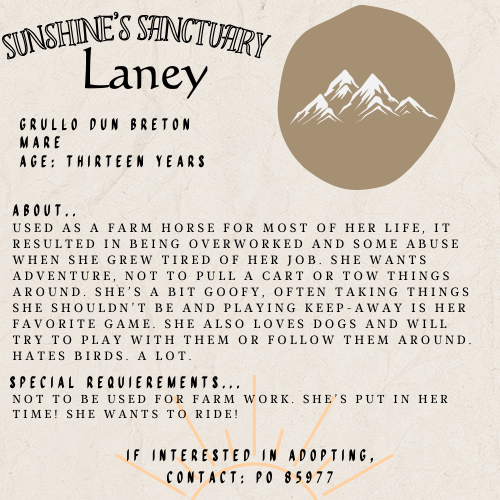 SUNSHINE'S SANCTUARY
Laney
GRULLO DUN BRETON
MARE
AGE: THIRTEEN YEARS
ABOUT..
USED AS A FARM HORSE FOR MOST OF HER LIFE, IT
RESULTED IN BEING OVERWORKED AND SOME ABUSE
WHEN SHE GREW TIRED OF HER JOB. SHE WANTS
ADVENTURE, NOT TO PULL A CART OR TOW THINGS
AROUND. SHE'S A BIT GOOFY, OFTEN TAKING THINGS
SHE SHOULDN'T BE AND PLAYING KEEP-AWAY IS HER
FAVORITE GAME. SHE ALSO LOVES DOGS AND WILL
TRY TO PLAY WITH THEM OR FOLLOW THEM AROUND.
HATES BIRDS. A LOT.
SPECIAL REQUIEREMENTS...
NOT TO BE USED FOR FARM WORK. SHE'S PUT IN HER
TIME! SHE WANTS TO RIDE!
IF INTERESTED IN ADOPTING,
CONTACT: PO 85977